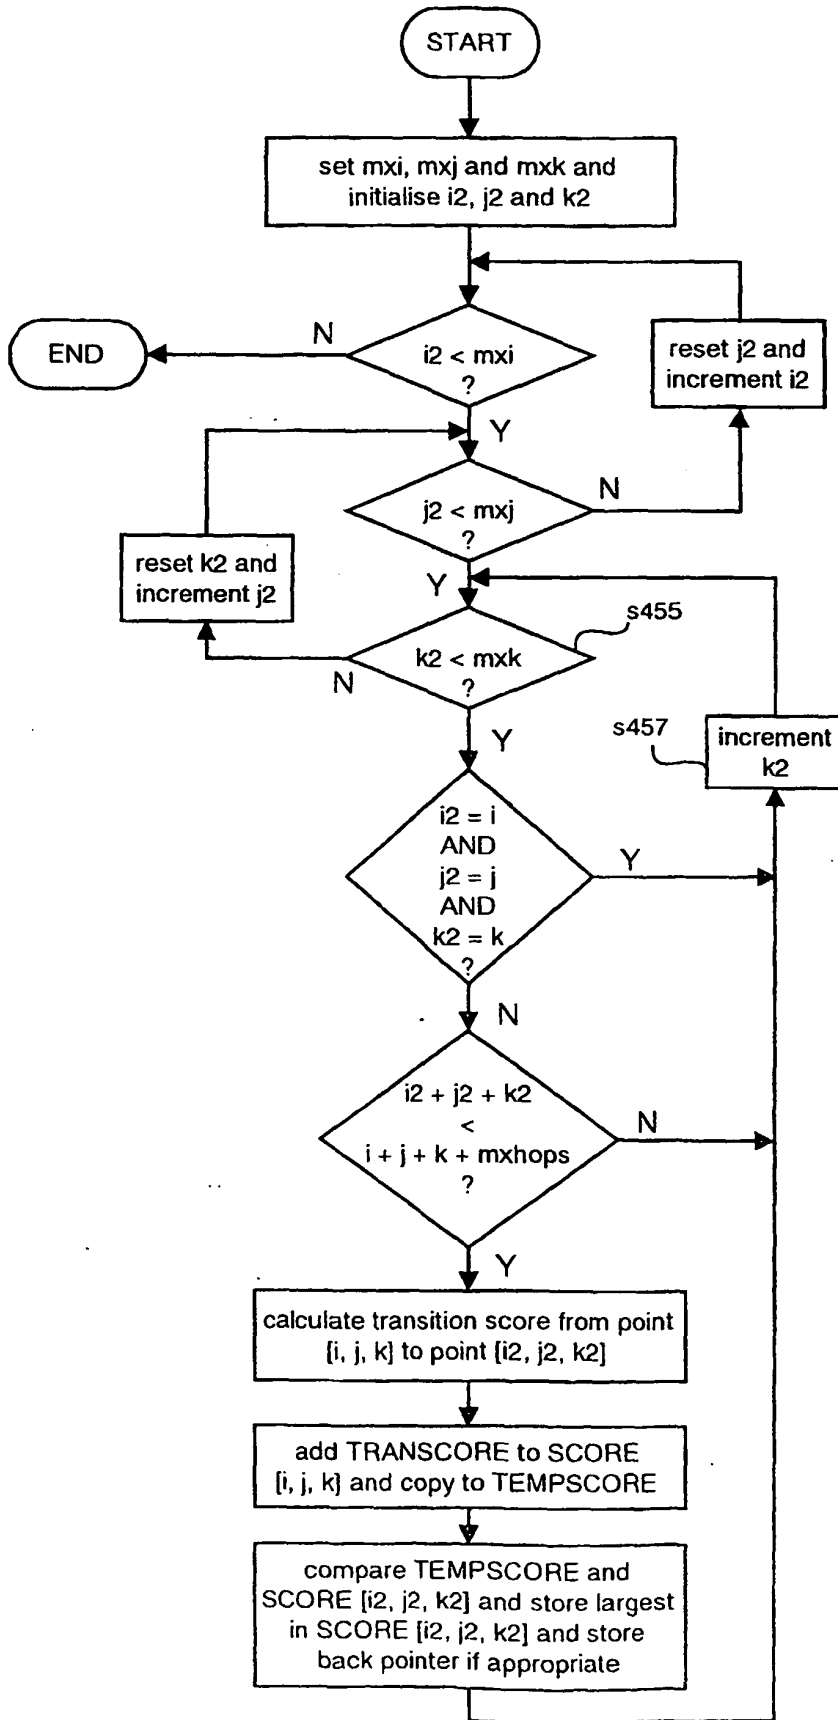 START
set mxi, mxj and mxk and
initialise i2, j2 and k2
N
END
i2 < mxi
?
reset j2 and
increment i2
Y
j2 < mxj
?
N
reset k2 and
increment j2
Y
s455
k2 < mxk
?
N
Y
s457
increment
k2
i2 = i
AND
j2 = j
AND
k2 = k
?
Y
N
i2 + j2 + k2
<
i + j + k + mxhops
?
N
Y
calculate transition score from point
[i, j, k] to point [i2, j2, k2]
add TRANSCORE to SCORE
[i, j, k] and copy to TEMPSCORE
compare TEMPSCORE and
SCORE [i2, j2, k2] and store largest
in SCORE [i2, j2, k2] and store
back pointer if appropriate